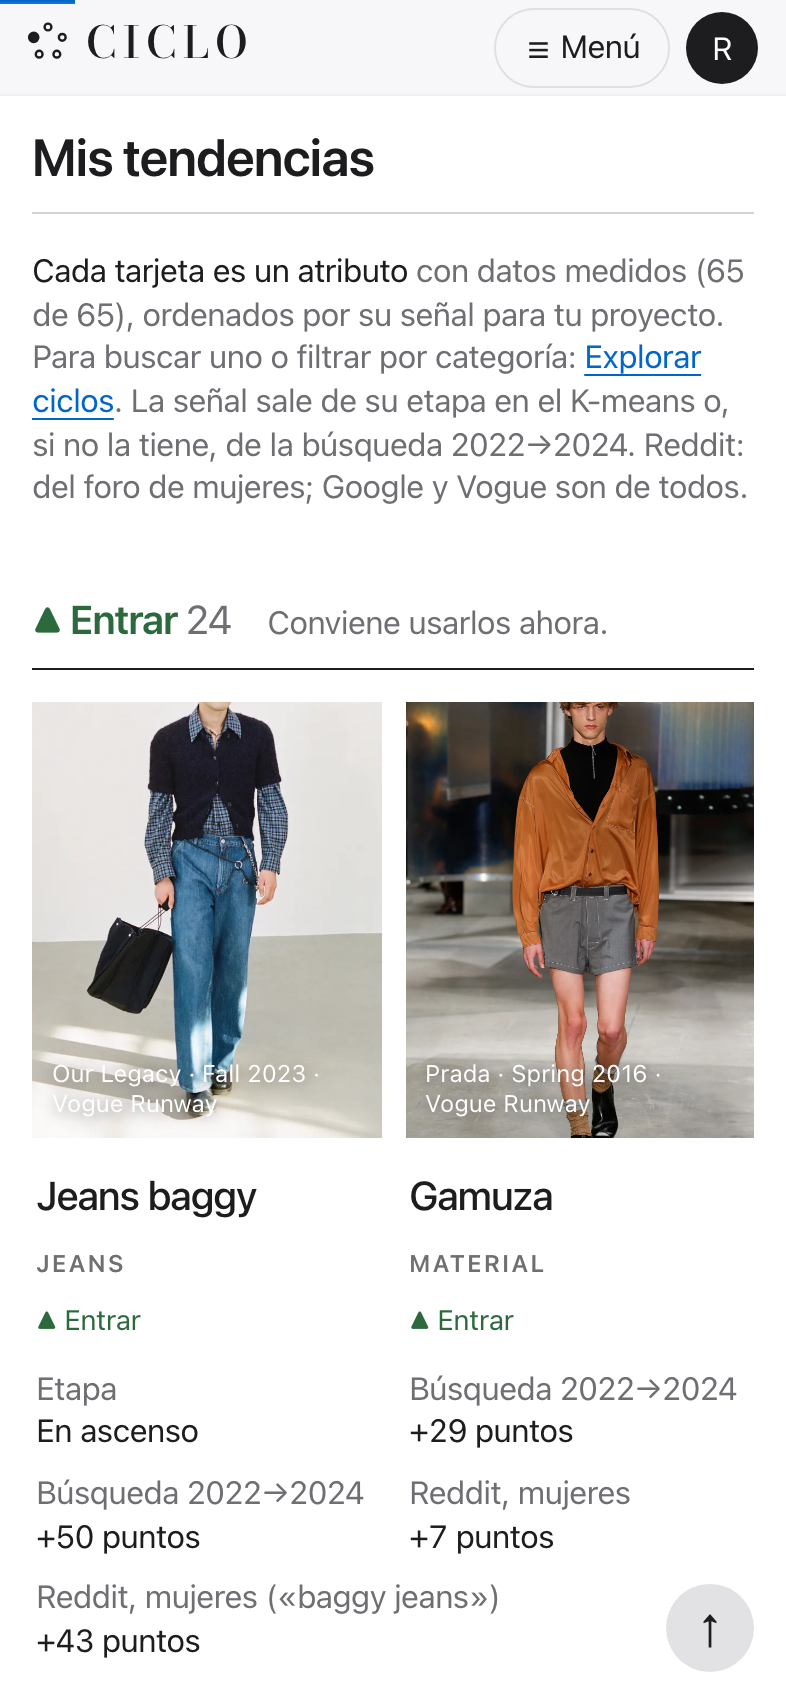 CICLO
≡ Menú
R
Mis tendencias
Cada tarjeta es un atributo con datos medidos (65
de 65), ordenados por su señal para tu proyecto.
Para buscar uno o filtrar por categoría: Explorar
ciclos. La señal sale de su etapa en el K-means o,
si no la tiene, de la búsqueda 2022→2024. Reddit:
del foro de mujeres; Google y Vogue son de todos.
▲ Entrar 24 Conviene usarlos ahora.
Our Legacy · Fall 2023 ·
Vogue Runway
Prada · Spring 2016 ·
Vogue Runway
Jeans baggy
JEANS
▲ Entrar
Etapa
En ascenso
Búsqueda 2022→2024
+50 puntos
Reddit, mujeres («baggy jeans»)
+43 puntos
Gamuza
MATERIAL
▲ Entrar
Búsqueda 2022→2024
+29 puntos
Reddit, mujeres
+7 puntos
↑